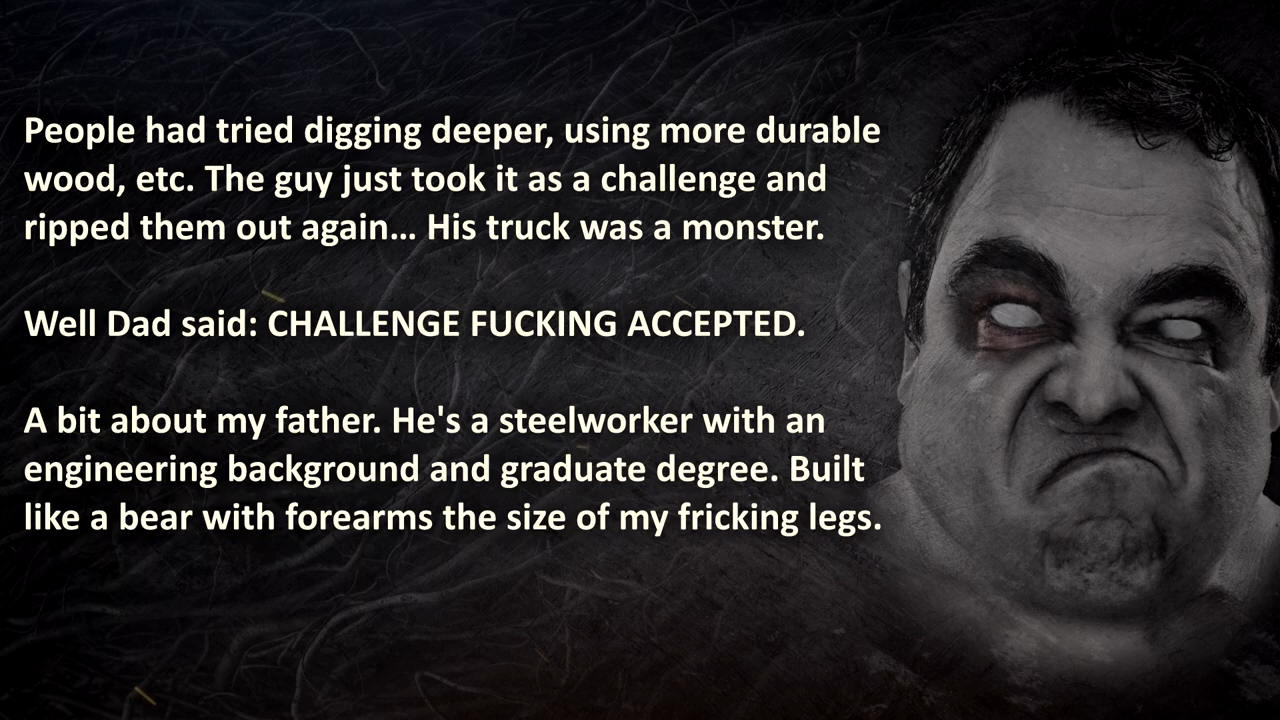 People had tried digging deeper, using more durable
wood, etc. The guy just took it as a challenge and
ripped them out again... His truck was a monster.
Well Dad said: CHALLENGE FUCKING ACCEPTED.
A bit about my father. He's a steelworker with an
engineering background and graduate degree. Built
like a bear with forearms the size of my fricking legs.